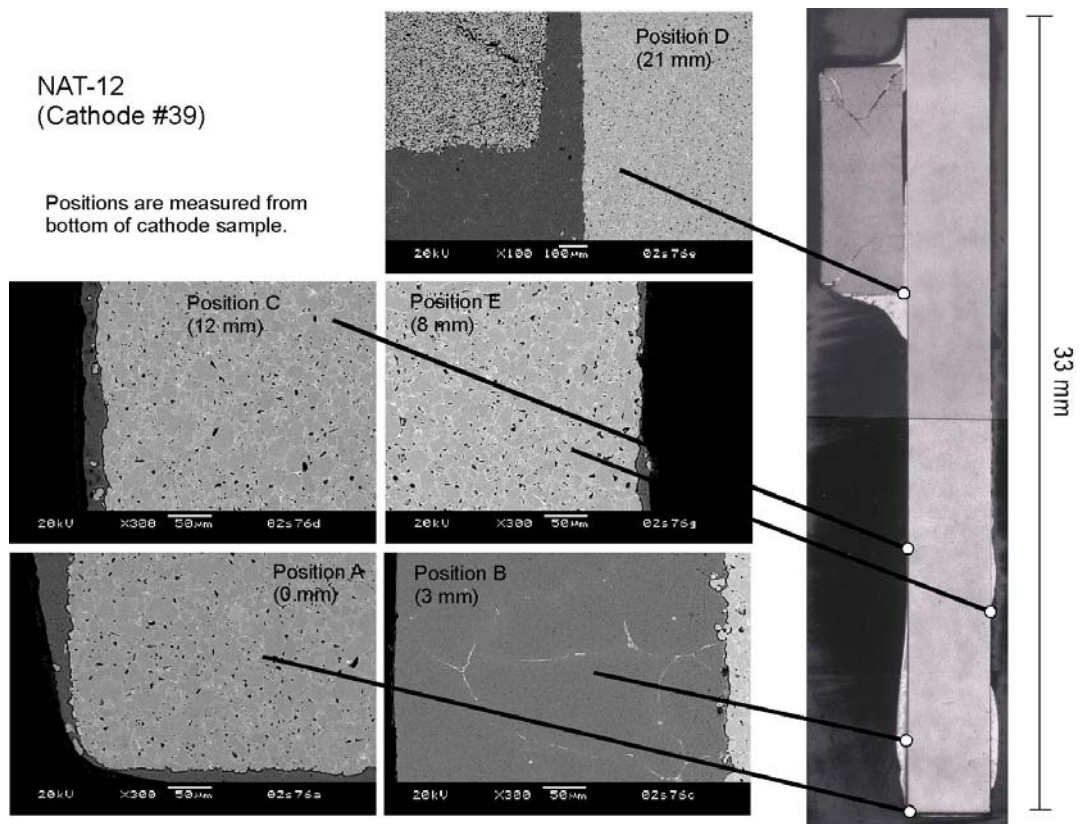 NAT-12
(Cathode #39)
Positions are measured from
bottom of cathode sample.
Position D
(21 mm)
20kV X100 100µm 02s76e
Position C
(12 mm)
20kV X300 50µm 02s76d
Position E
(8 mm)
20kV X300 50µm 02s76g
Position A
(0 mm)
20kV X300 50µm 02s76a
Position B
(3 mm)
20kV X300 50µm 02s76c
33 mm